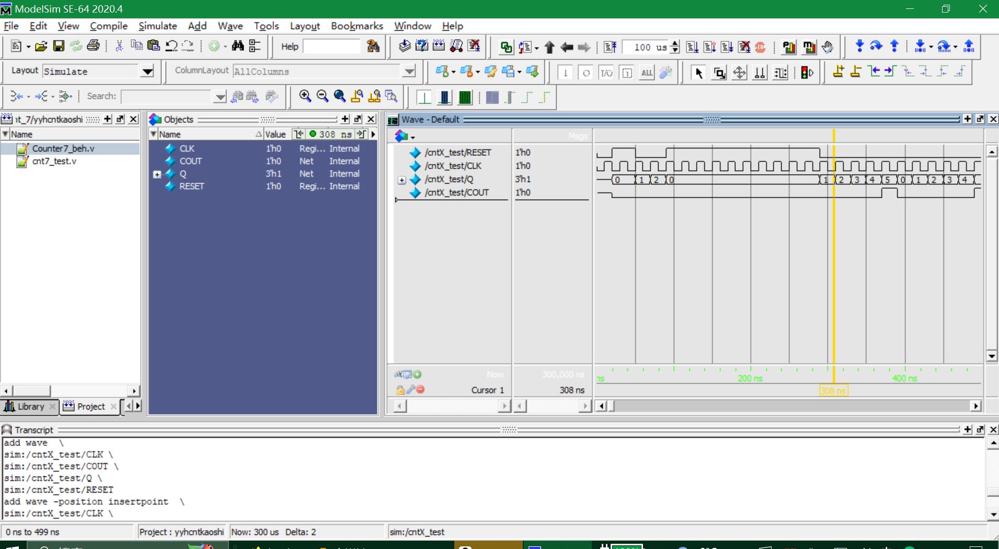 ModelSim SE-64 2020.4
File Edit View Compile Simulate Add Wave Tools Layout Bookmarks Window Help
Help 100 us
Layout Simulate ColumnLayout AllColumns
ALL
Search:
nt_7/yyhcntkaoshi
Name
Counter7_beh.v
cnt7_test.v
Library Project
Objects
Name Value 308 ns
CLK 1'h0 Regi... Internal
COUT 1'h0 Net Internal
Q 3'h1 Net Internal
RESET 1'h0 Regi... Internal
Wave - Default
Msgs
/cntX_test/RESET 1'h0
/cntX_test/CLK 1'h0
/cntX_test/Q 3'h1 0 1 2 0 1 2 3 4 5 0 1 2 3 4
/cntX_test/COUT 1'h0
Now 300,000 ns ns 200 ns 400 ns
Cursor 1 308 ns 308 ns
Transcript
add wave \
sim:/cntX_test/CLK \
sim:/cntX_test/COUT \
sim:/cntX_test/Q \
sim:/cntX_test/RESET
add wave -position insertpoint \
sim:/cntX_test/CLK \
0 ns to 499 ns Project : yyhcntkaoshi Now: 300 us Delta: 2 sim:/cntX_test